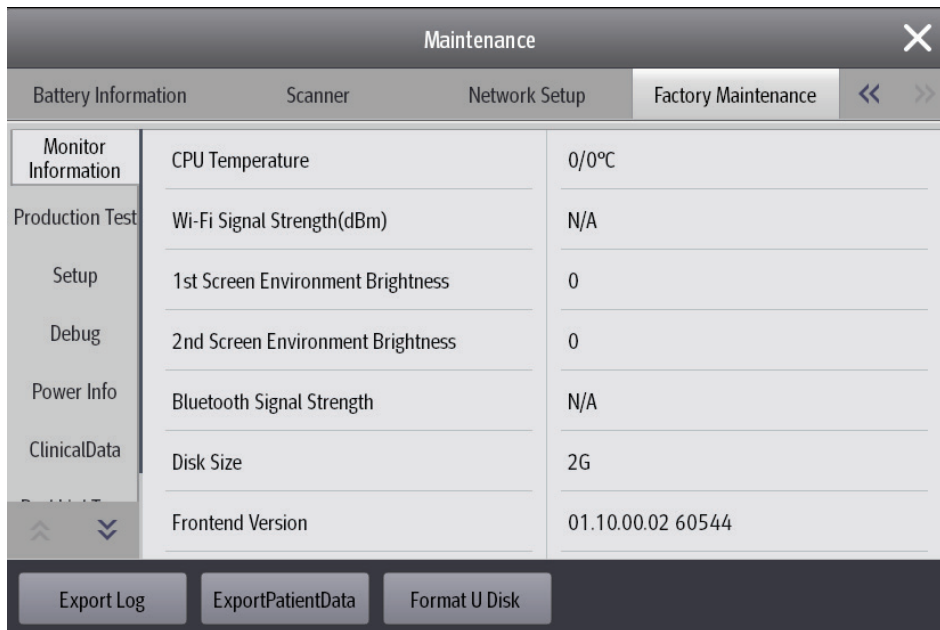 Maintenance
Battery Information
Scanner
Network Setup
Factory Maintenance
Monitor
Information
Production Test
Setup
Debug
Power Info
ClinicalData
CPU Temperature 0/0°C
Wi-Fi Signal Strength(dBm) N/A
1st Screen Environment Brightness 0
2nd Screen Environment Brightness 0
Bluetooth Signal Strength N/A
Disk Size 2G
Frontend Version 01.10.00.02 60544
Export Log
ExportPatientData
Format U Disk